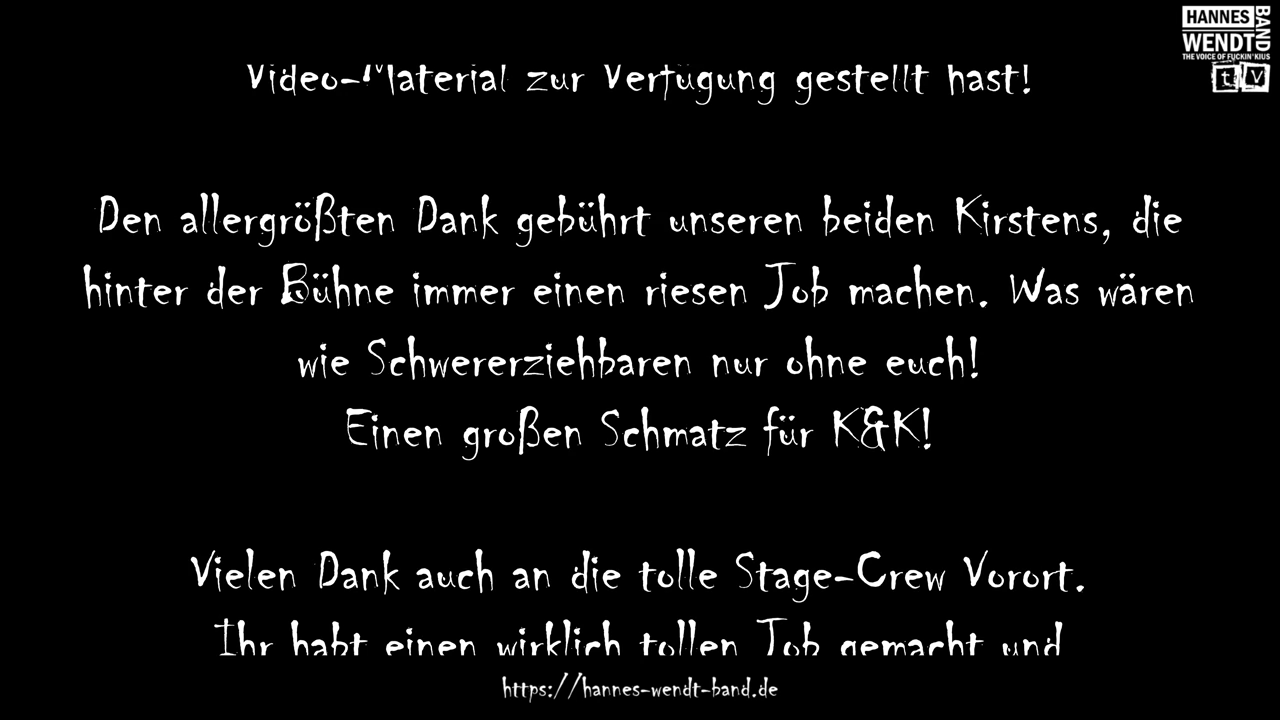 HANNES
WENDT
BAND
THE VOICE OF FUCKIN' KIUS
tv
Video-Material zur Verfügung gestellt hast!
Den allergrößten Dank gebührt unseren beiden Kirstens, die
hinter der Bühne immer einen riesen Job machen. Was wären
wie Schwererziehbaren nur ohne euch!
Einen großen Schmatz für K&K!
Vielen Dank auch an die tolle Stage-Crew Vorort.
Ihr habt einen wirklich tollen Job gemacht und
https://hannes-wendt-band.de